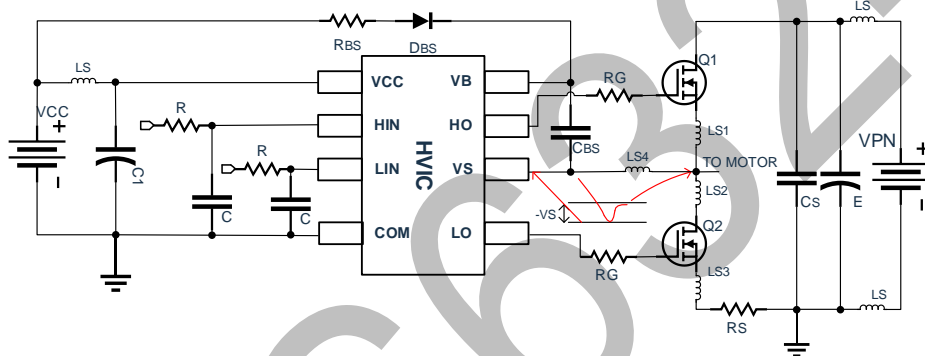 RBS
DBS
LS
VCC
+
-
C1
R
R
C
C
VCC
HIN
LIN
COM
HVIC
VB
HO
VS
LO
CBS
RG
RG
Q1
LS1
LS4
TO MOTOR
LS2
-VS
Q2
LS3
RS
LS
VPN
+
-
CS
E
LS